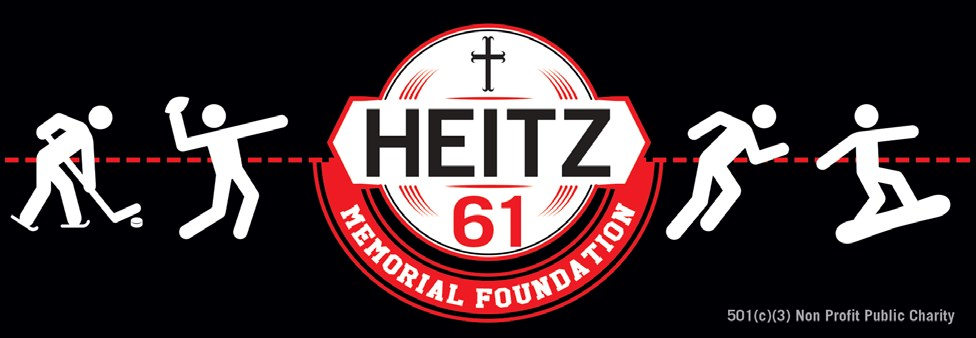 HEITZ
61
MEMORIAL FOUNDATION
501(c)(3) Non Profit Public Charity